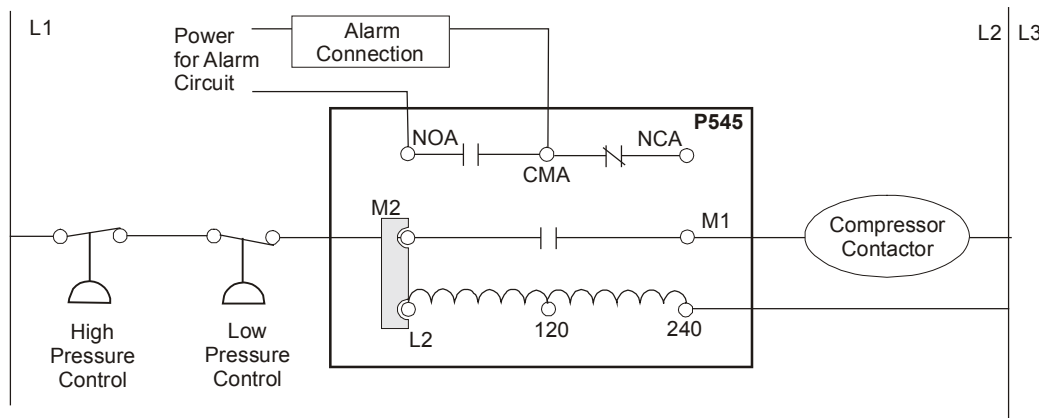 L1
Power
for Alarm
Circuit
Alarm
Connection
L2
L3
P545
NOA
NCA
CMA
M2
M1
Compressor
Contactor
L2
120
240
High
Pressure
Control
Low
Pressure
Control